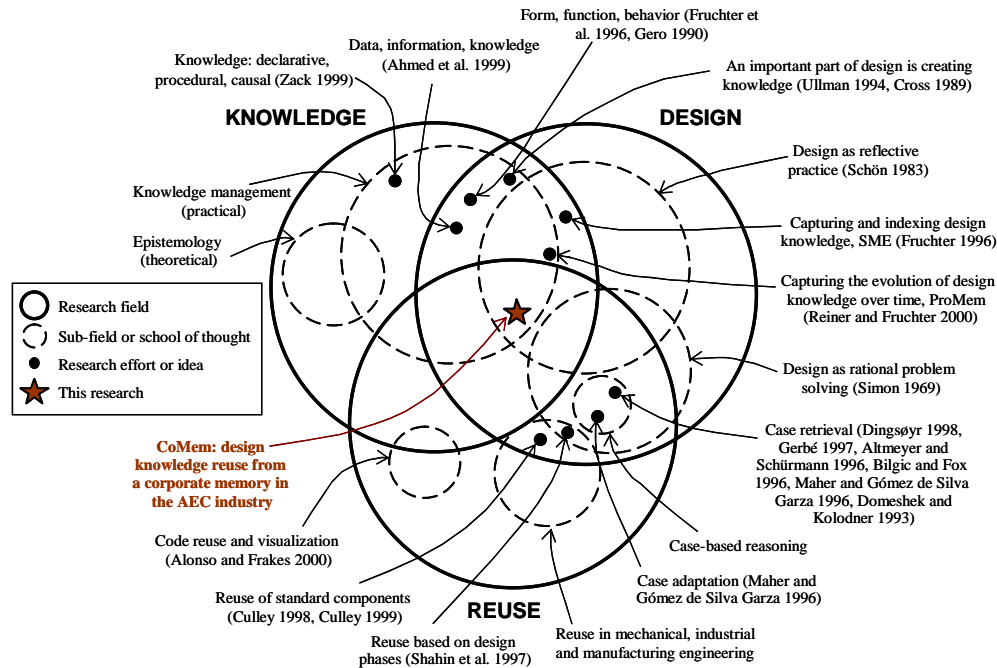 Form, function, behavior (Fruchter et
al. 1996, Gero 1990)
Data, information, knowledge
(Ahmed et al. 1999)
Knowledge: declarative,
procedural, causal (Zack 1999)
An important part of design is creating
knowledge (Ullman 1994, Cross 1989)
KNOWLEDGE
DESIGN
Design as reflective
practice (Schön 1983)
Knowledge management
(practical)
Epistemology
(theoretical)
Capturing and indexing design
knowledge, SME (Fruchter 1996)
Capturing the evolution of design
knowledge over time, ProMem
(Reiner and Fruchter 2000)
Research field
Sub-field or school of thought
Research effort or idea
This research
Design as rational problem
solving (Simon 1969)
CoMem: design
knowledge reuse from
a corporate memory in
the AEC industry
Case retrieval (Dingsøyr 1998,
Gerbé 1997, Altmeyer and
Schürmann 1996, Bilgic and Fox
1996, Maher and Gómez de Silva
Garza 1996, Domeshek and
Kolodner 1993)
Code reuse and visualization
(Alonso and Frakes 2000)
Case-based reasoning
Case adaptation (Maher and
Gómez de Silva Garza 1996)
Reuse of standard components
(Culley 1998, Culley 1999)
REUSE
Reuse based on design
phases (Shahin et al. 1997)
Reuse in mechanical, industrial
and manufacturing engineering